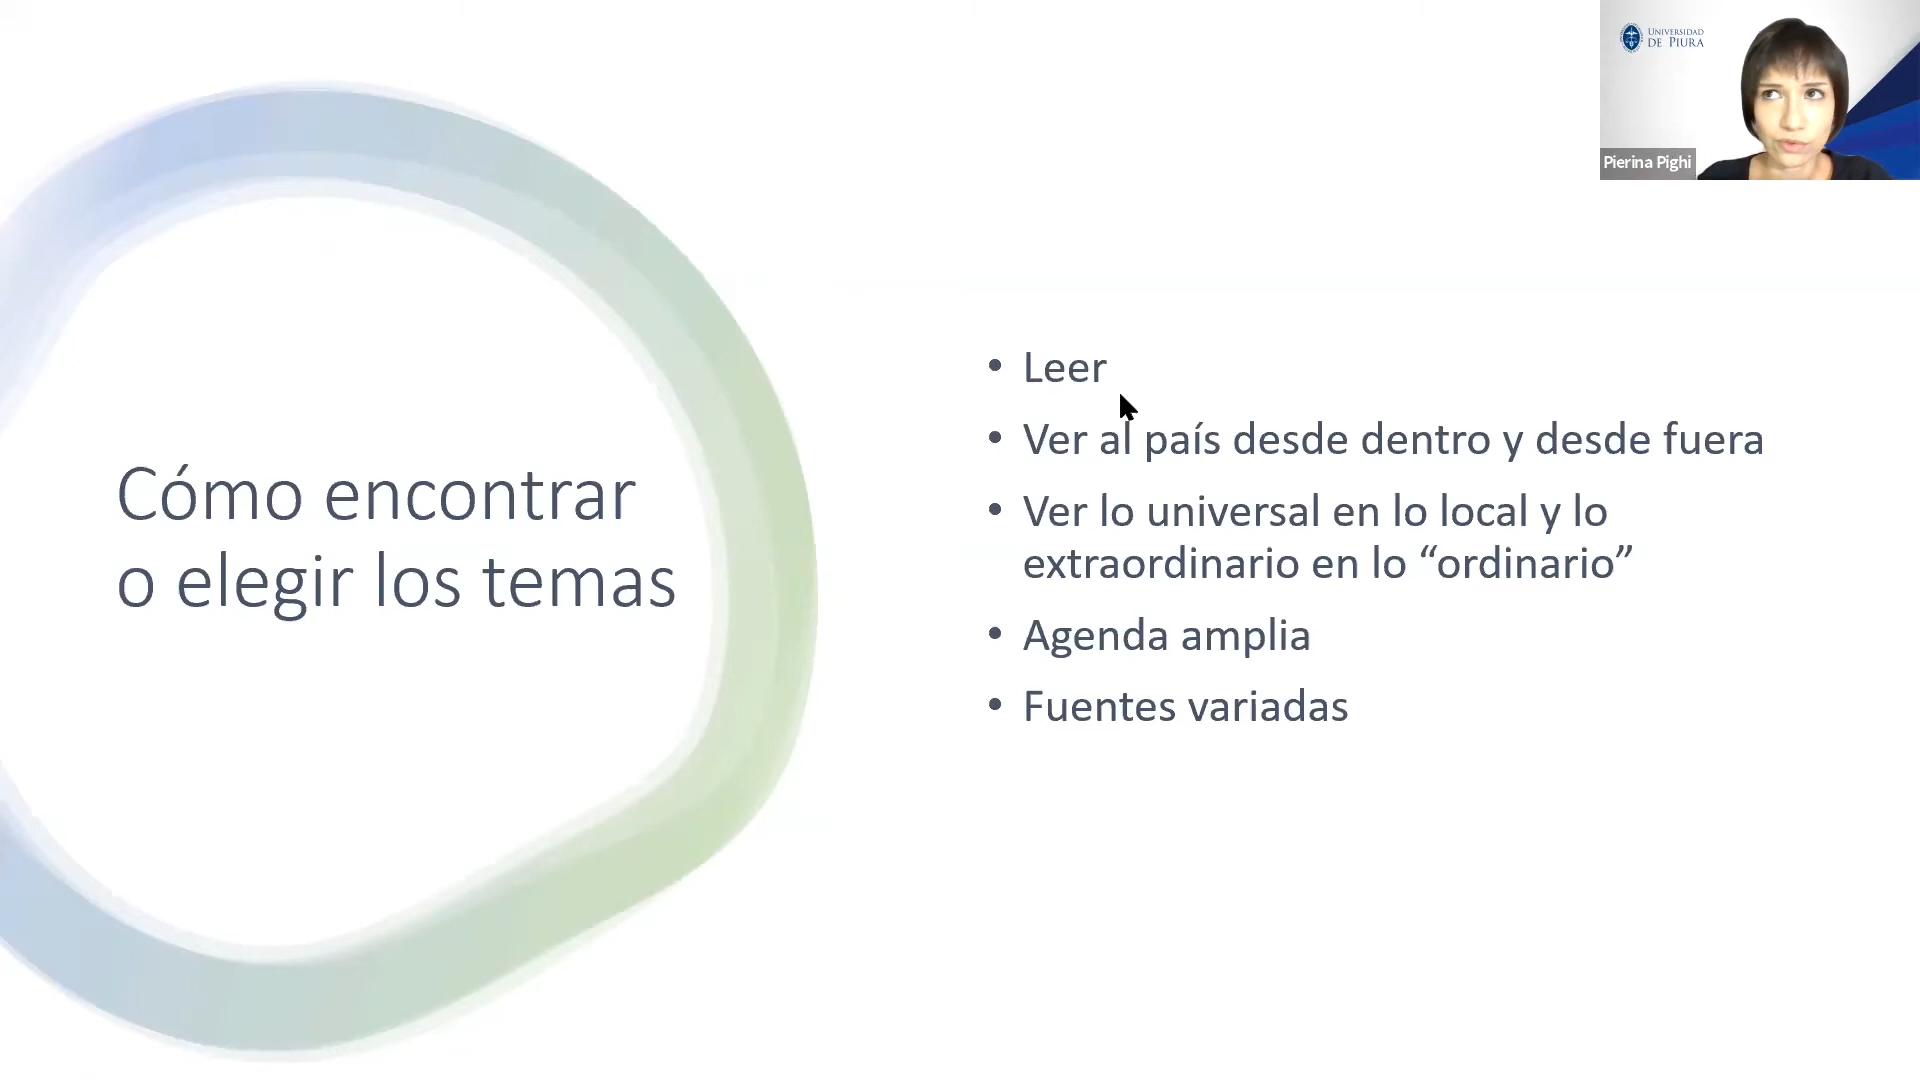 UNIVERSIDAD
DE PIURA
Pierina Pighi
Cómo encontrar
o elegir los temas
• Leer
• Ver al país desde dentro y desde fuera
• Ver lo universal en lo local y lo
extraordinario en lo “ordinario”
• Agenda amplia
• Fuentes variadas